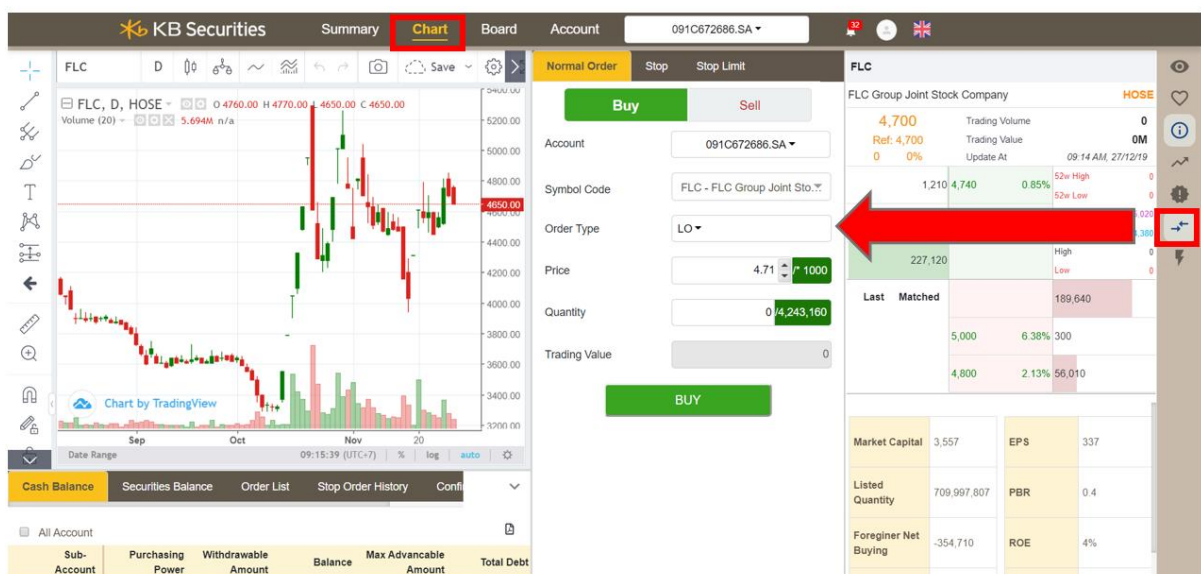 KB Securities Summary Chart Board Account 091C672686.SA 32
FLC D Save
FLC, D, HOSE O 4760.00 H 4770.00 L 4650.00 C 4650.00
Volume (20) 5.694M n/a
5400.00
5200.00
5000.00
4800.00
4650.00
4600.00
4400.00
4200.00
4000.00
3800.00
3600.00
3400.00
3200.00
Chart by TradingView
Sep Oct Nov 20
Date Range 09:15:39 (UTC+7) % log auto
Cash Balance Securities Balance Order List Stop Order History Confi
All Account
Sub-Account Purchasing Power Withdrawable Amount Balance Max Advancable Amount Total Debt
Normal Order Stop Stop Limit
Buy Sell
Account 091C672686.SA
Symbol Code FLC - FLC Group Joint Sto...
Order Type LO
Price 4.71 /* 1000
Quantity 0 /4,243,160
Trading Value 0
BUY
FLC
FLC Group Joint Stock Company HOSE
4,700 Trading Volume 0
Ref: 4,700 Trading Value 0M
0 0% Update At 09:14 AM, 27/12/19
1,210 4,740 0.85% 52w High 0
52w Low 0
227,120 High 0
Low 0
Last Matched 189,640
5,000 6.38% 300
4,800 2.13% 56,010
Market Capital 3,557 EPS 337
Listed Quantity 709,997,807 PBR 0.4
Foreginer Net Buying -354,710 ROE 4%